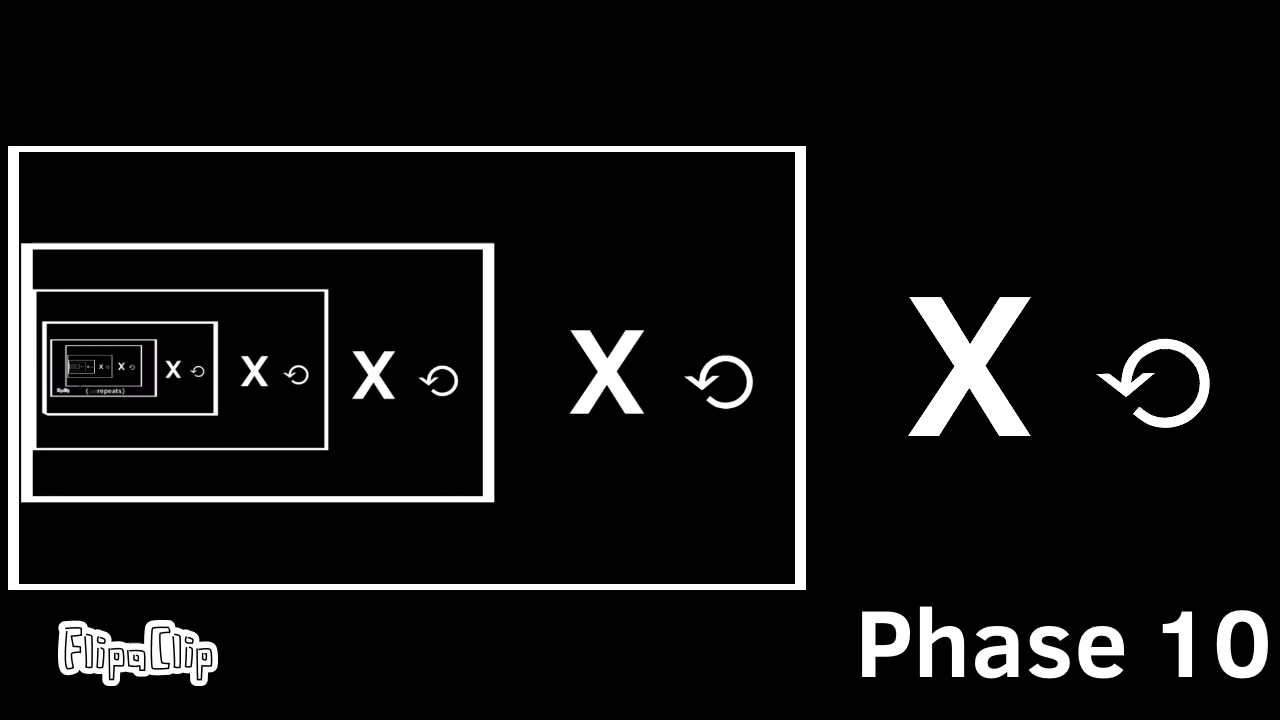 X ⟲
X ⟲
X ⟲
X ⟲
X ⟲
X ⟲
repeats)
FlipaClip
Phase 10